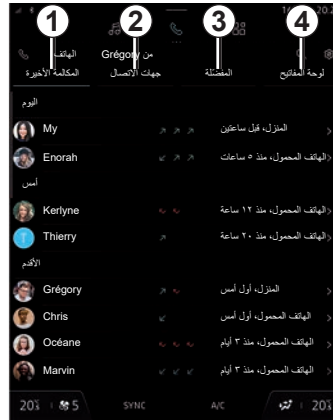 1 2 3 4
الهاتف من Grégory
المكالمة الأخيرة
جهات الاتصال
المفضلة
لوحة المفاتيح
اليوم
My المنزل، قبل ساعتين
Enorah الهاتف المحمول، منذ ٥ ساعات
أمس
Kerlyne الهاتف المحمول، منذ ١٢ ساعة
Thierry الهاتف المحمول، منذ ٢٠ ساعة
الأقدم
Grégory المنزل، أول أمس
Chris الهاتف المحمول، أول أمس
Océane الهاتف المحمول، منذ ٣ أيام
Marvin الهاتف المحمول، منذ ٣ أيام
5 SYNC A/C